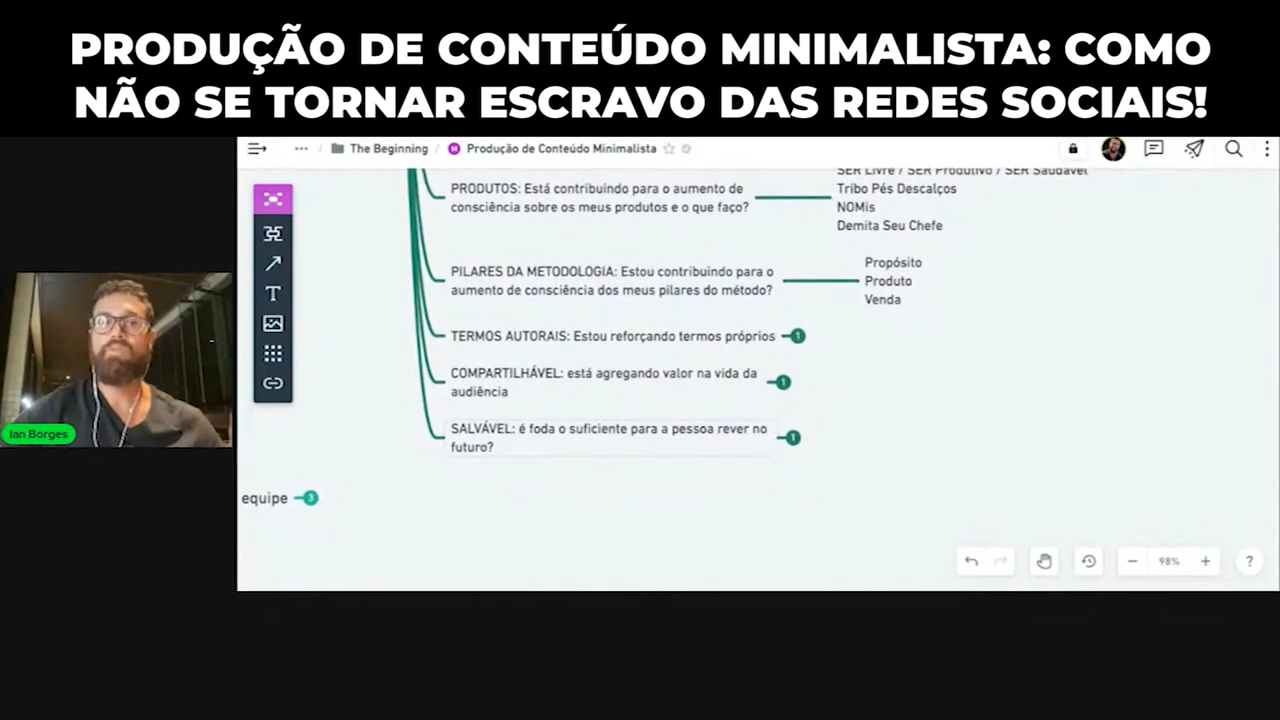 PRODUÇÃO DE CONTEÚDO MINIMALISTA: COMO
NÃO SE TORNAR ESCRAVO DAS REDES SOCIAIS!
... / The Beginning / M Produção de Conteúdo Minimalista
SER Livre / SER Produtivo / SER Saudável
PRODUTOS: Está contribuindo para o aumento de
consciência sobre os meus produtos e o que faço?
Tribo Pés Descalços
NOMis
Demita Seu Chefe
PILARES DA METODOLOGIA: Estou contribuindo para o
aumento de consciência dos meus pilares do método?
Propósito
Produto
Venda
TERMOS AUTORAIS: Estou reforçando termos próprios
1
COMPARTILHÁVEL: está agregando valor na vida da
audiência
1
SALVÁVEL: é foda o suficiente para a pessoa rever no
futuro?
1
Ian Borges
equipe
3
T
98%
?